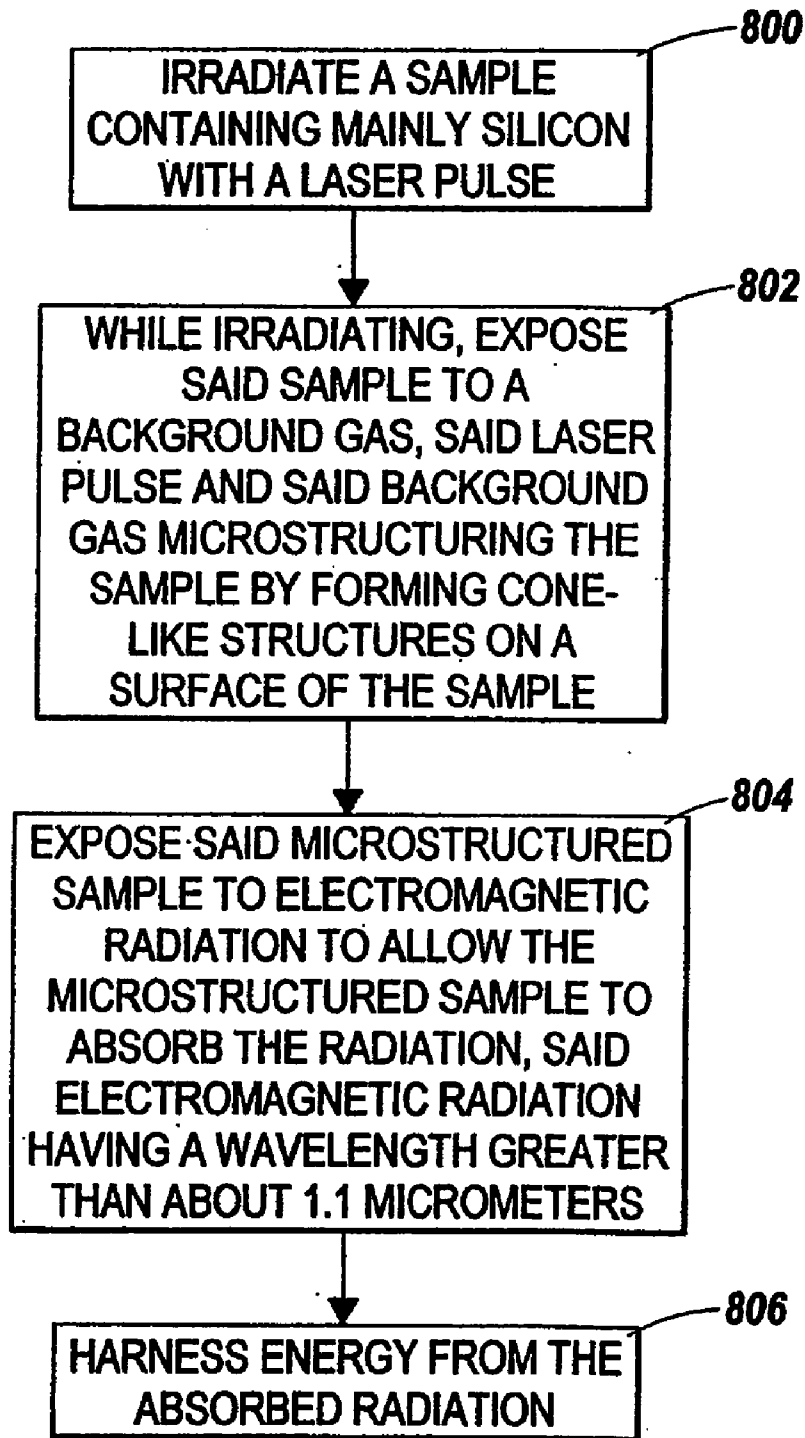 800
IRRADIATE A SAMPLE
CONTAINING MAINLY SILICON
WITH A LASER PULSE
802
WHILE IRRADIATING, EXPOSE
SAID SAMPLE TO A
BACKGROUND GAS, SAID LASER
PULSE AND SAID BACKGROUND
GAS MICROSTRUCTURING THE
SAMPLE BY FORMING CONE-
LIKE STRUCTURES ON A
SURFACE OF THE SAMPLE
804
EXPOSE SAID MICROSTRUCTURED
SAMPLE TO ELECTROMAGNETIC
RADIATION TO ALLOW THE
MICROSTRUCTURED SAMPLE TO
ABSORB THE RADIATION, SAID
ELECTROMAGNETIC RADIATION
HAVING A WAVELENGTH GREATER
THAN ABOUT 1.1 MICROMETERS
806
HARNESS ENERGY FROM THE
ABSORBED RADIATION